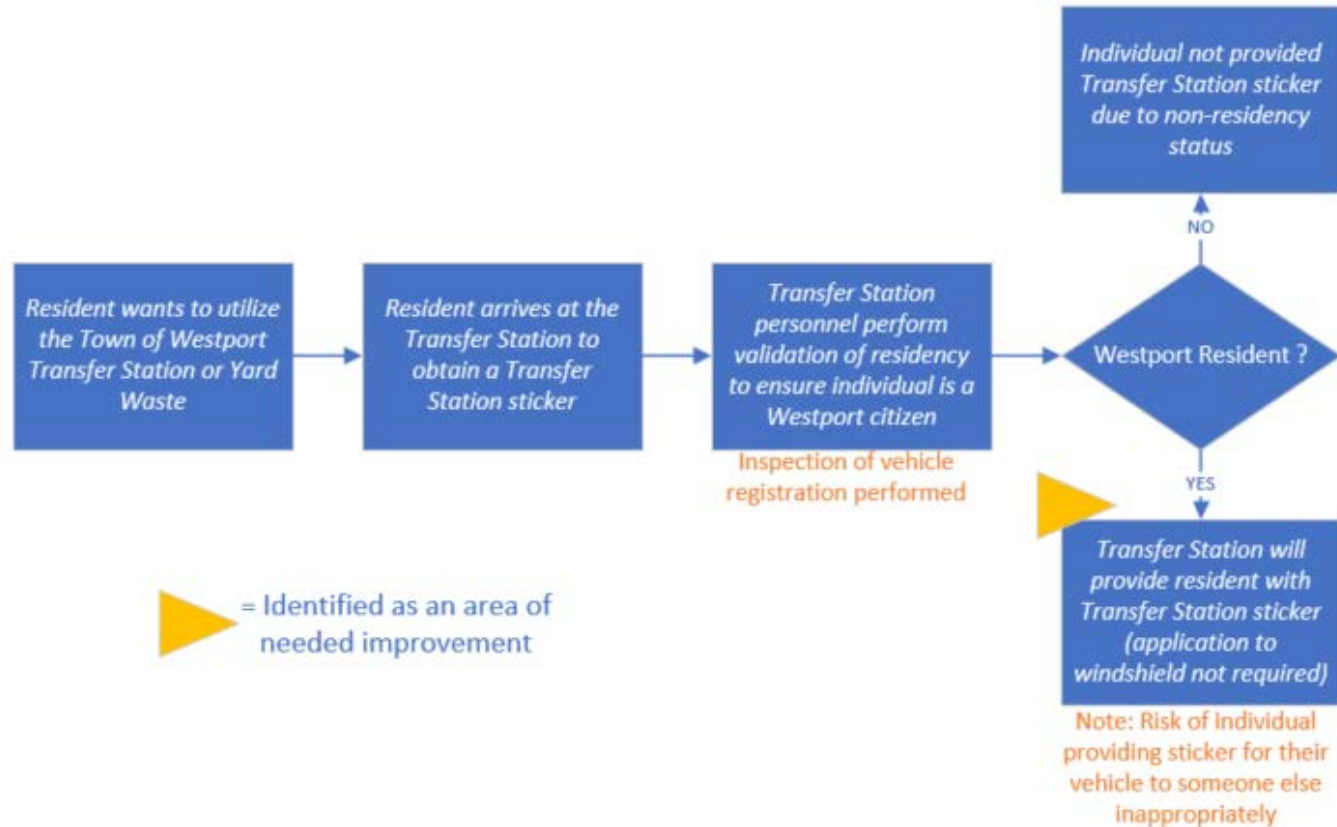 Individual not provided
Transfer Station sticker
due to non-residency
status
NO
Resident wants to utilize
the Town of Westport
Transfer Station or Yard
Waste
Resident arrives at the
Transfer Station to
obtain a Transfer
Station sticker
Transfer Station
personnel perform
validation of residency
to ensure individual is a
Westport citizen
Inspection of vehicle
registration performed
Westport Resident ?
YES
Transfer Station will
provide resident with
Transfer Station sticker
(application to
windshield not required)
Note: Risk of individual
providing sticker for their
vehicle to someone else
inappropriately
= Identified as an area of
needed improvement